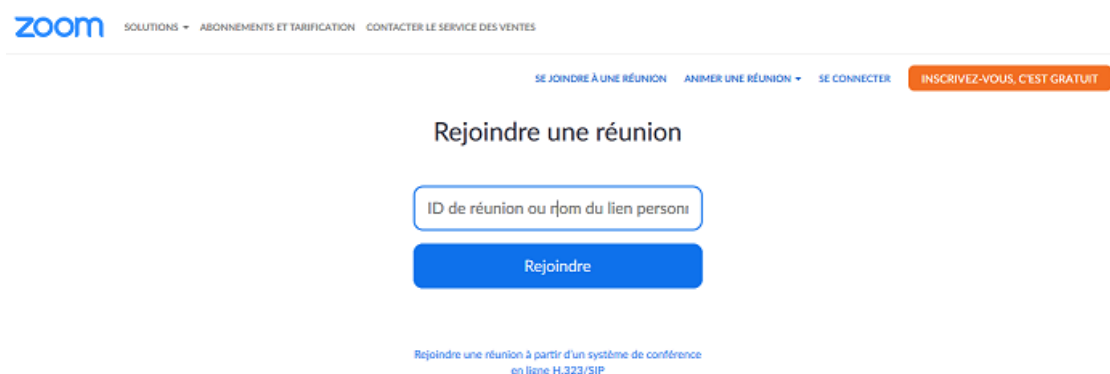 zoom SOLUTIONS ABONNEMENTS ET TARIFICATION CONTACTER LE SERVICE DES VENTES
SE JOINDRE À UNE RÉUNION ANIMER UNE RÉUNION SE CONNECTER INSCRIVEZ-VOUS, C'EST GRATUIT
Rejoindre une réunion
ID de réunion ou nom du lien personn
Rejoindre
Rejoindre une réunion à partir d'un système de conférence
en ligne H.323/SIP